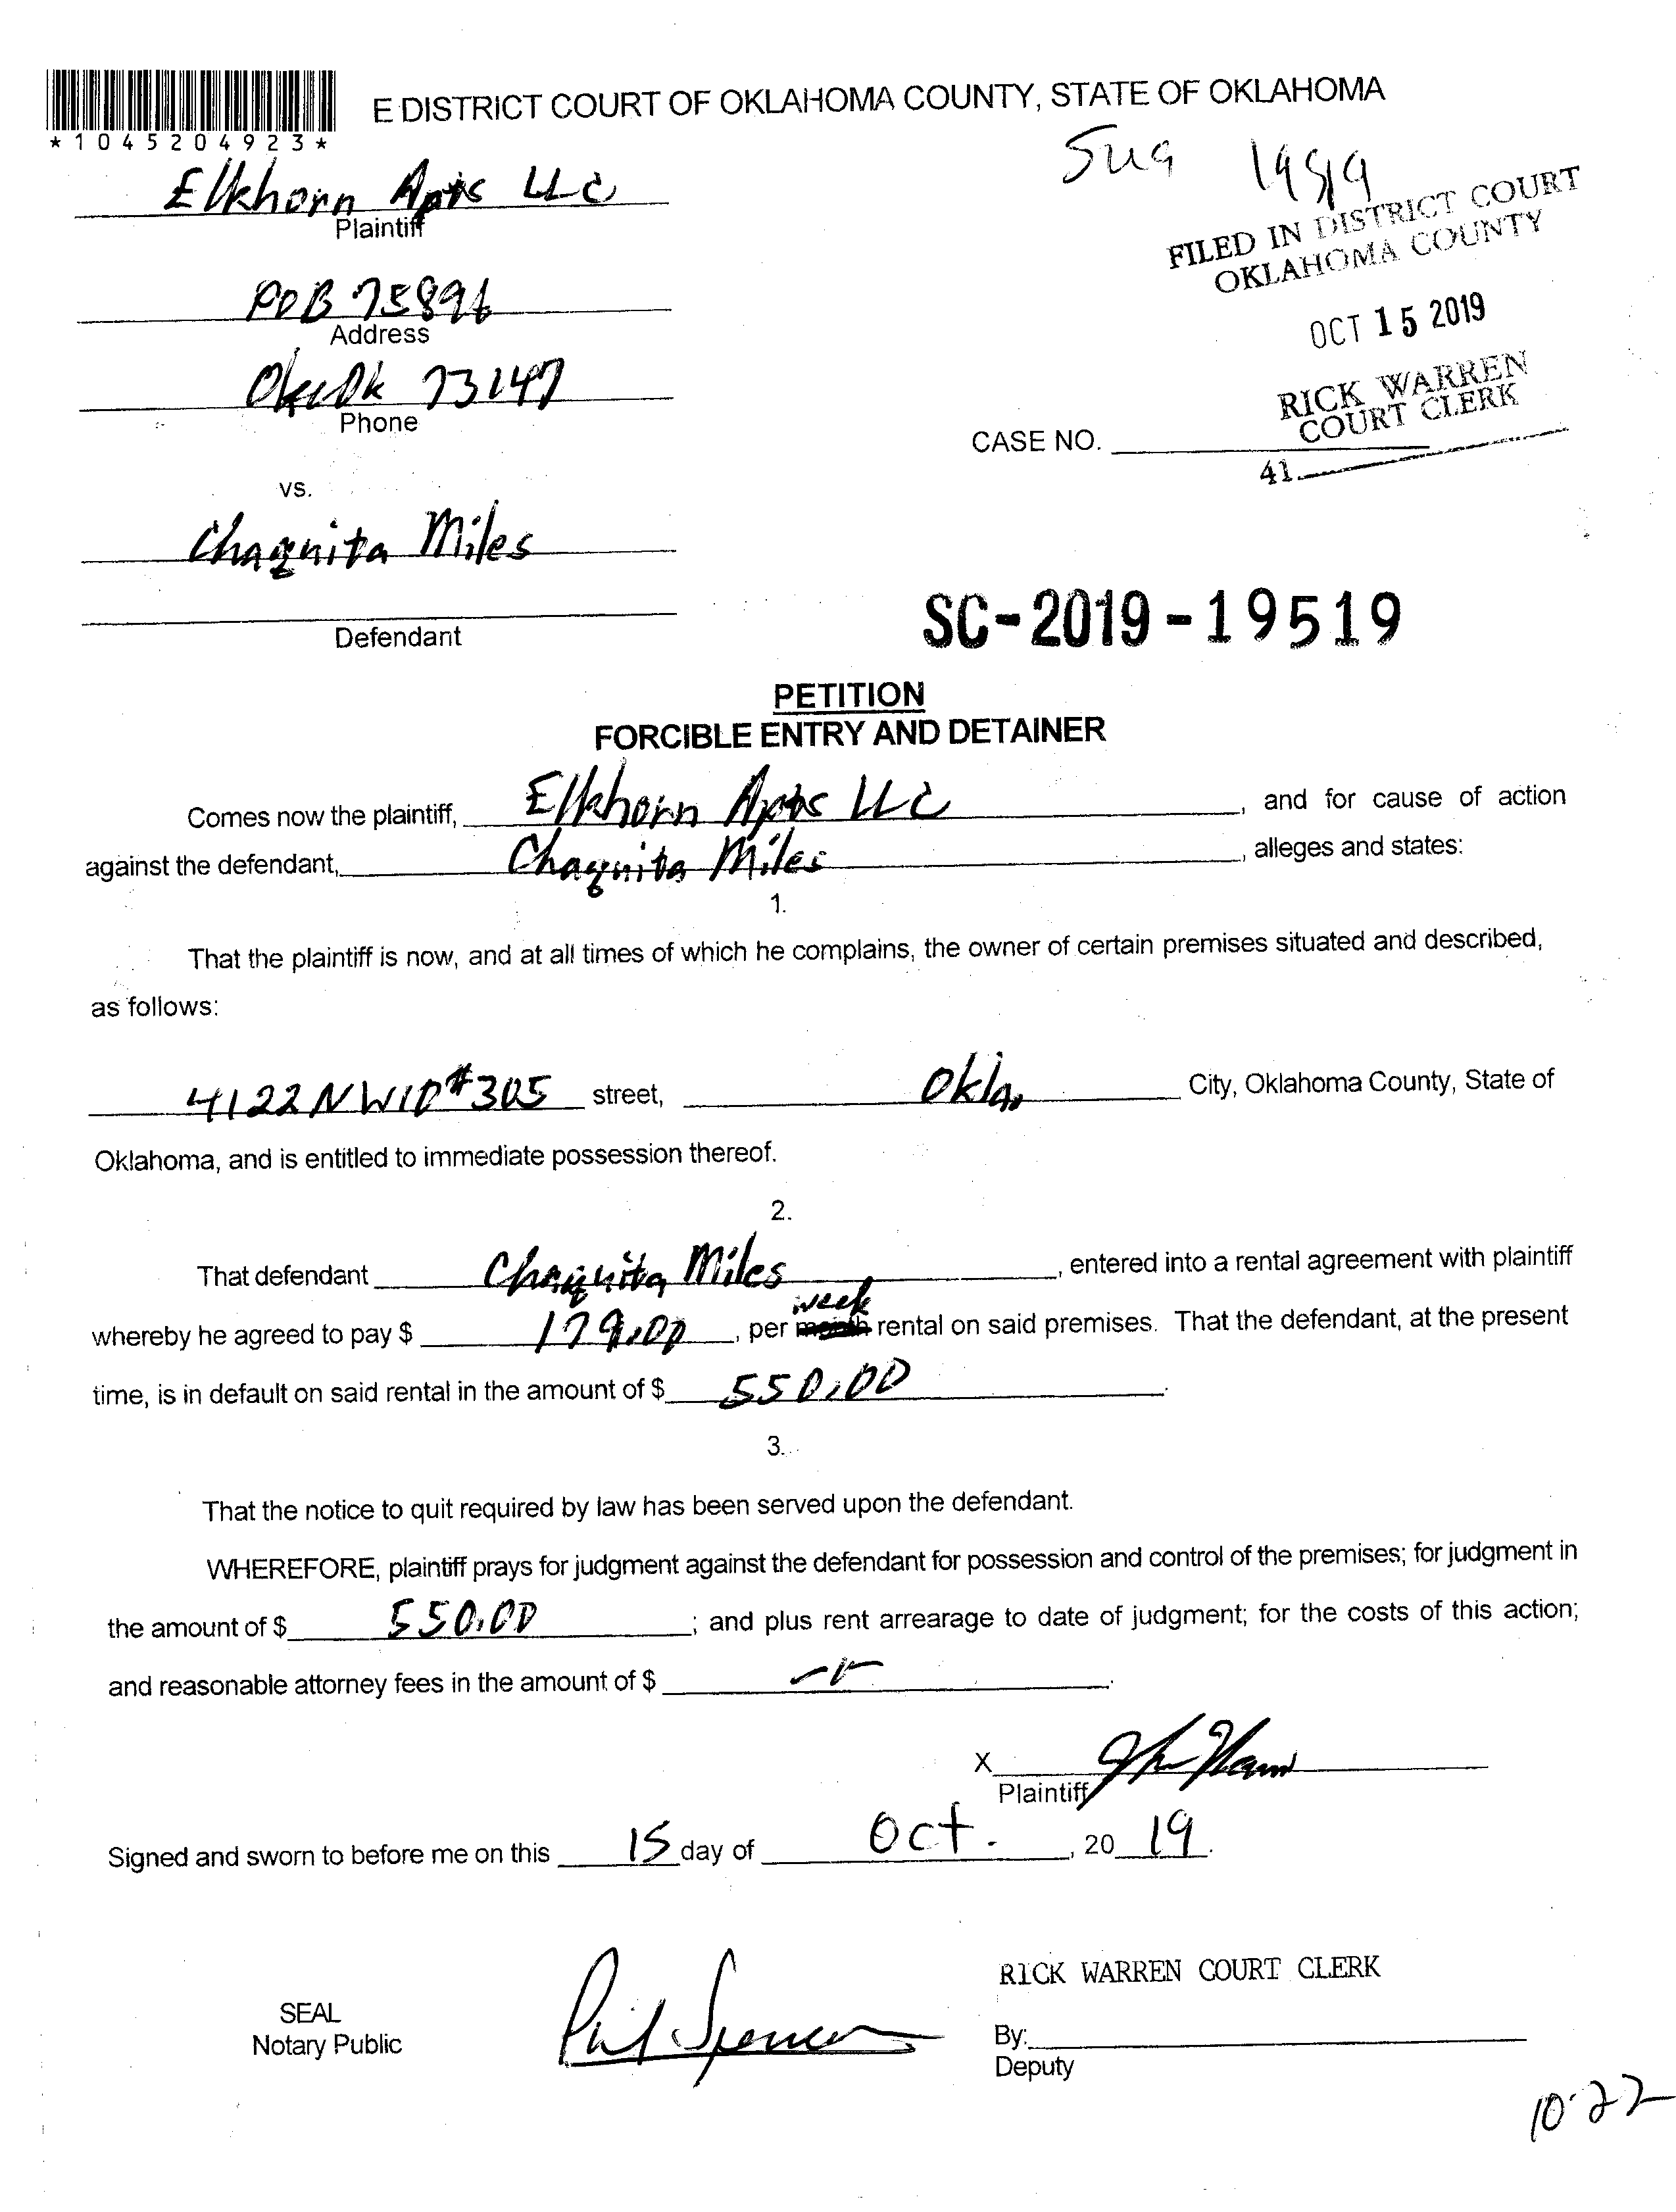 *1045204923*
E DISTRICT COURT OF OKLAHOMA COUNTY, STATE OF OKLAHOMA
Elkhorn Apts LLC
Plaintiff
FILED IN DISTRICT COURT
OKLAHOMA COUNTY
POB 75896
Address
OCT 15 2019
OKC OK 73147
Phone
RICK WARREN
COURT CLERK
CASE NO.
41
vs.
Chaquita Miles
Defendant
SC-2019-19519
PETITION
FORCIBLE ENTRY AND DETAINER
Comes now the plaintiff, Elkhorn Apts LLC, and for cause of action
against the defendant, Chaquita Miles, alleges and states:
1.
That the plaintiff is now, and at all times of which he complains, the owner of certain premises situated and described,
as follows:
4122 NW10 #305 street, Okla. City, Oklahoma County, State of
Oklahoma, and is entitled to immediate possession thereof.
2.
That defendant Chaquita Miles, entered into a rental agreement with plaintiff
whereby he agreed to pay $ 179.00, per month week rental on said premises. That the defendant, at the present
time, is in default on said rental in the amount of $ 550.00.
3.
That the notice to quit required by law has been served upon the defendant.
WHEREFORE, plaintiff prays for judgment against the defendant for possession and control of the premises; for judgment in
the amount of $ 550.00; and plus rent arrearage to date of judgment; for the costs of this action;
and reasonable attorney fees in the amount of $
X
Plaintiff
Signed and sworn to before me on this 15 day of Oct., 20 19.
RICK WARREN COURT CLERK
SEAL
Notary Public
Phil Spencer
By:
Deputy
10-22